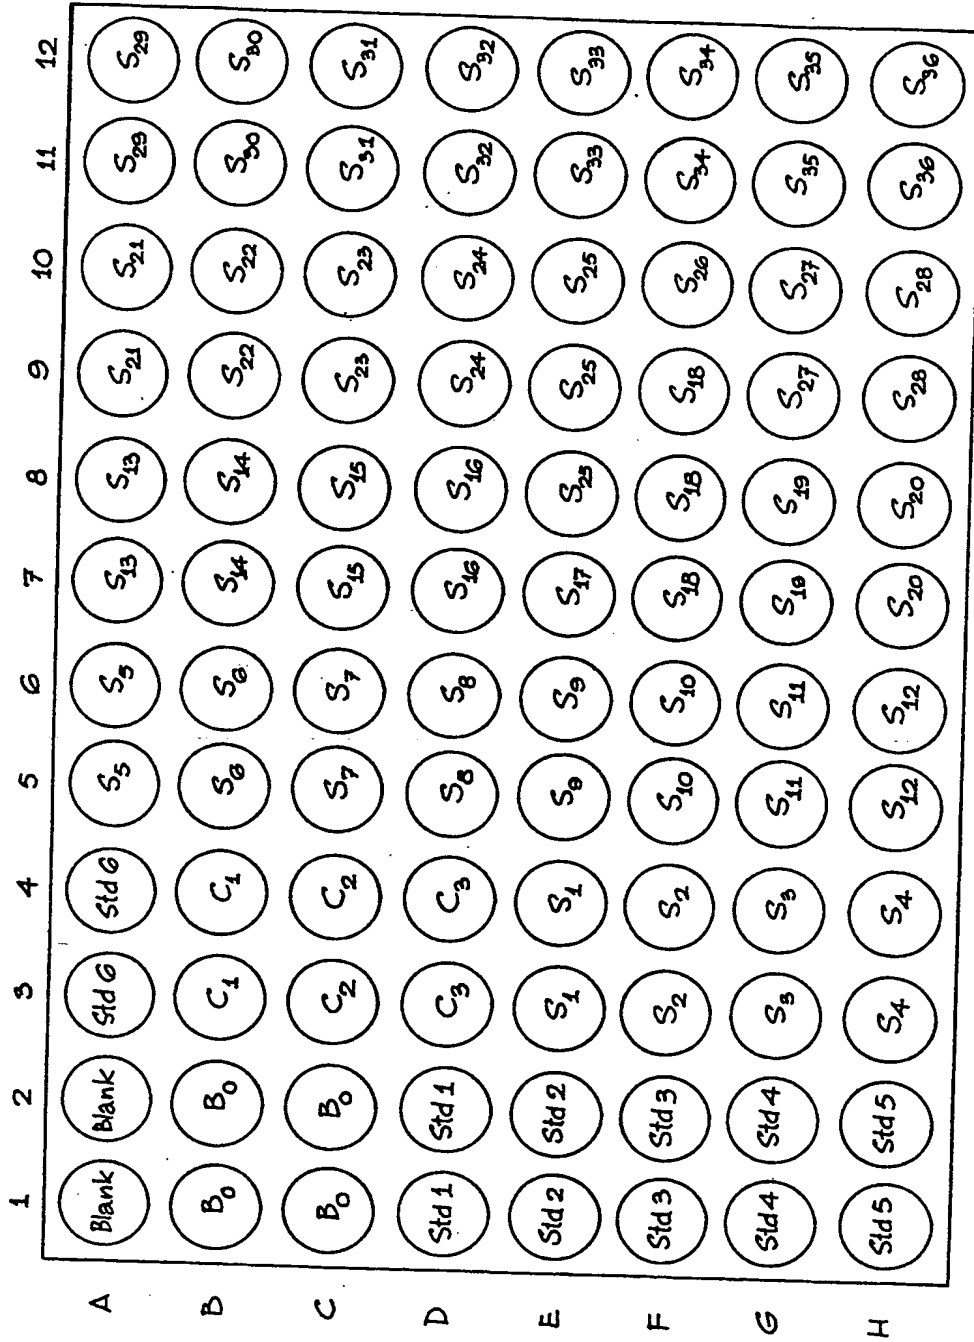 1 2 3 4 5 6 7 8 9 10 11 12
A Blank Blank Std 6 Std 6 S₅ S₅ S₁₃ S₁₃ S₂₁ S₂₁ S₂₉ S₂₉
B B₀ B₀ C₁ C₁ S₆ S₆ S₁₄ S₁₄ S₂₂ S₂₂ S₃₀ S₃₀
C B₀ B₀ C₂ C₂ S₇ S₇ S₁₅ S₁₅ S₂₃ S₂₃ S₃₁ S₃₁
D Std 1 Std 1 C₃ C₃ S₈ S₈ S₁₆ S₁₆ S₂₄ S₂₄ S₃₂ S₃₂
E Std 2 Std 2 S₁ S₁ S₉ S₉ S₁₇ S₂₅ S₂₅ S₂₅ S₃₃ S₃₃
F Std 3 Std 3 S₂ S₂ S₁₀ S₁₀ S₁₈ S₁₈ S₁₈ S₂₆ S₃₄ S₃₄
G Std 4 Std 4 S₃ S₃ S₁₁ S₁₁ S₁₉ S₁₉ S₂₇ S₂₇ S₃₅ S₃₅
H Std 5 Std 5 S₄ S₄ S₁₂ S₁₂ S₂₀ S₂₀ S₂₈ S₂₈ S₃₆ S₃₆